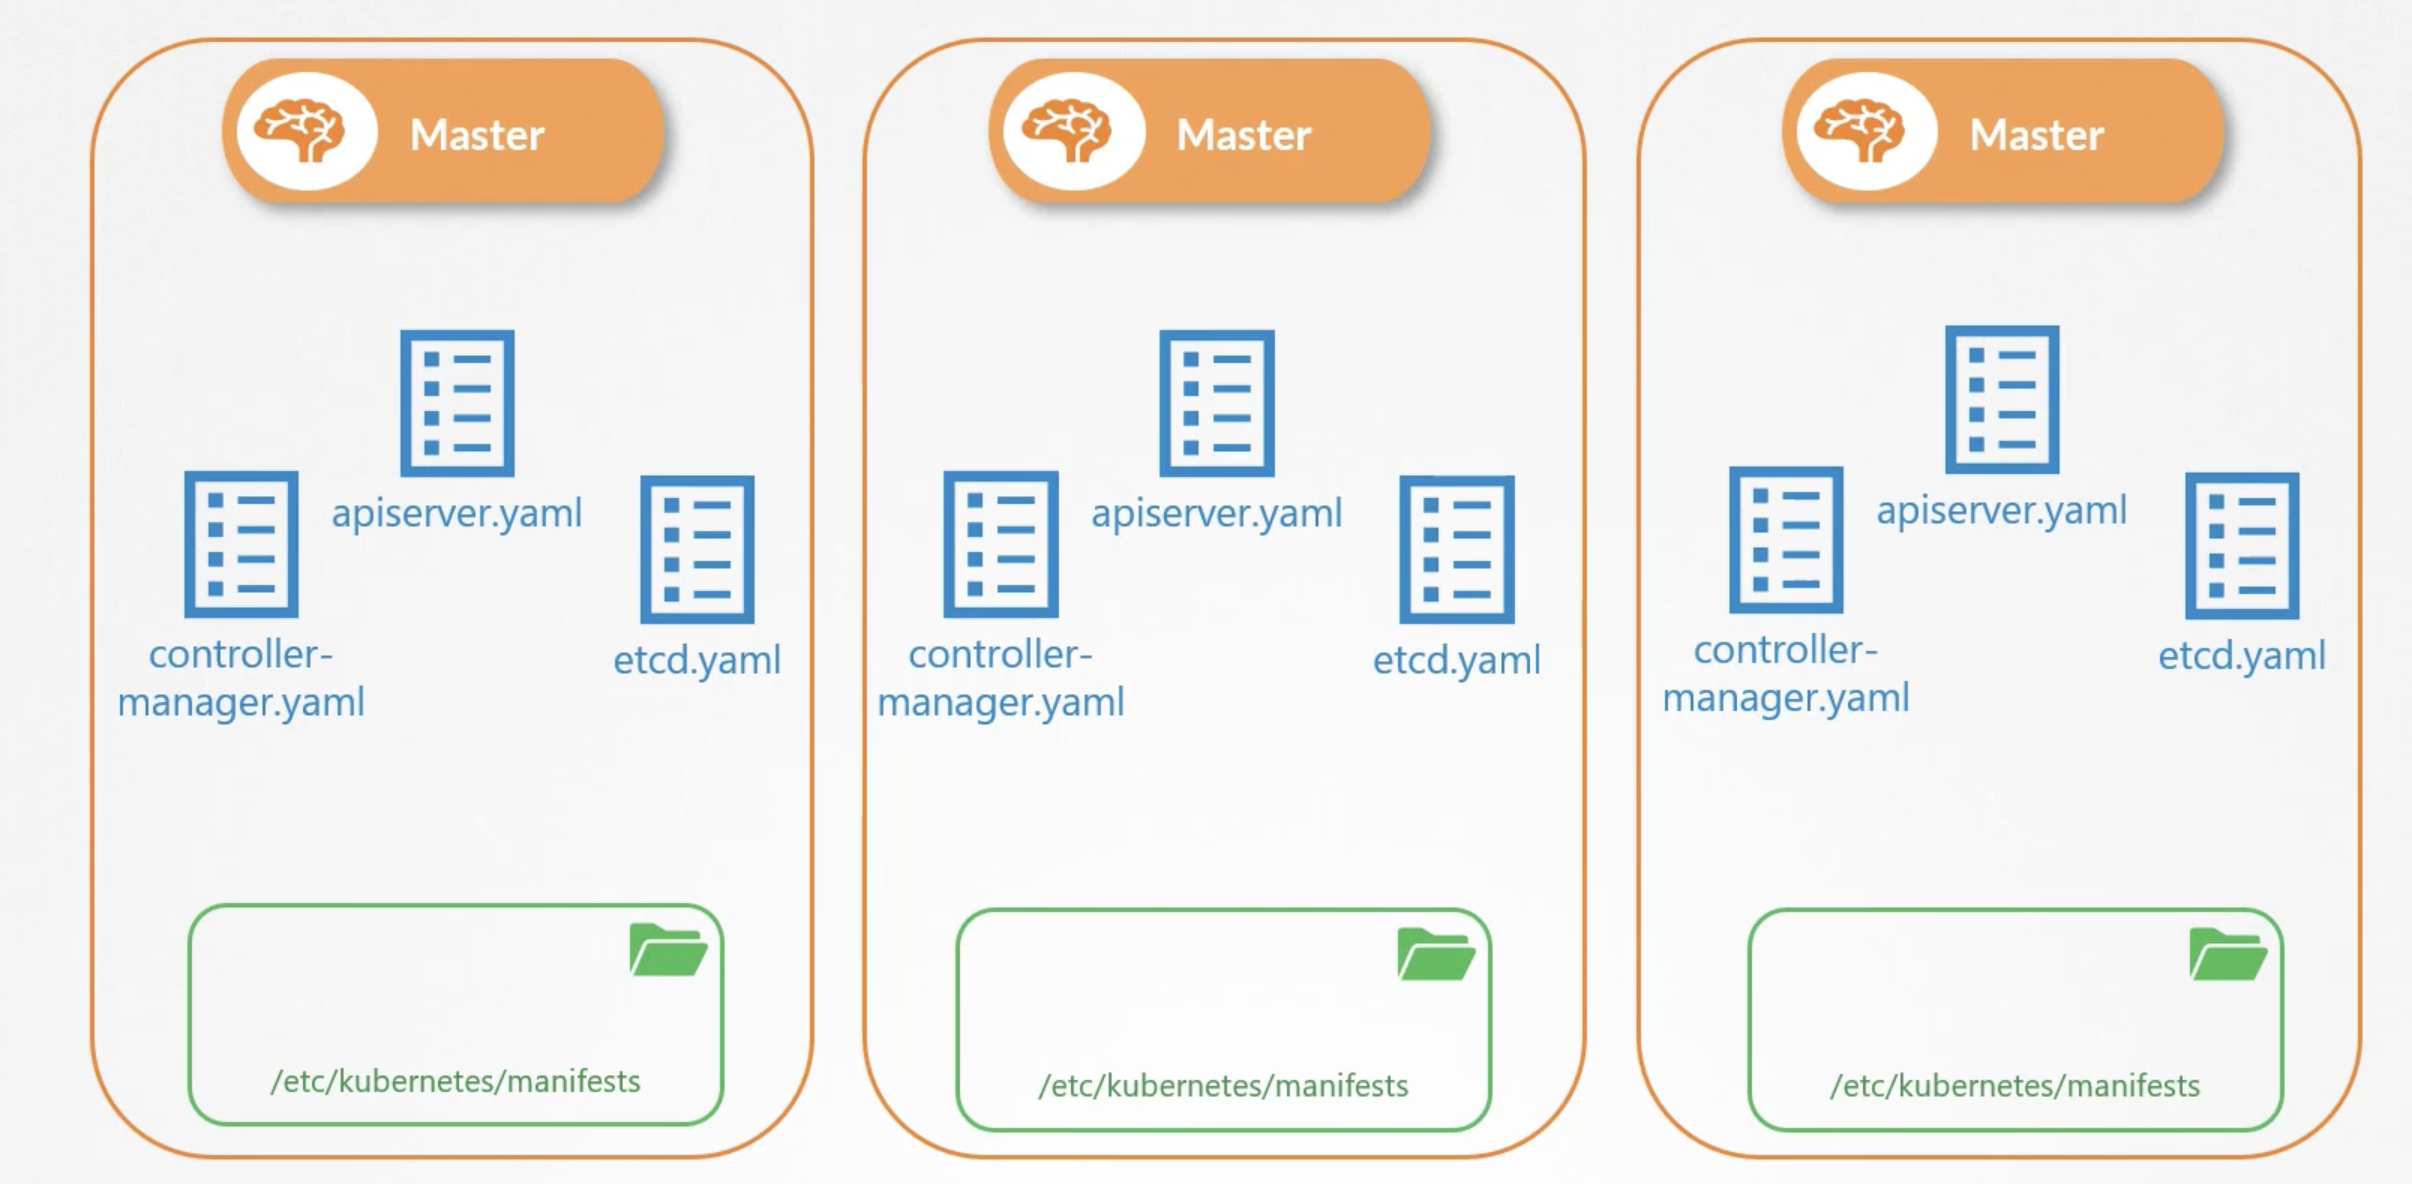 Master
apiserver.yaml
controller-
manager.yaml
etcd.yaml
/etc/kubernetes/manifests
Master
apiserver.yaml
controller-
manager.yaml
etcd.yaml
/etc/kubernetes/manifests
Master
apiserver.yaml
controller-
manager.yaml
etcd.yaml
/etc/kubernetes/manifests